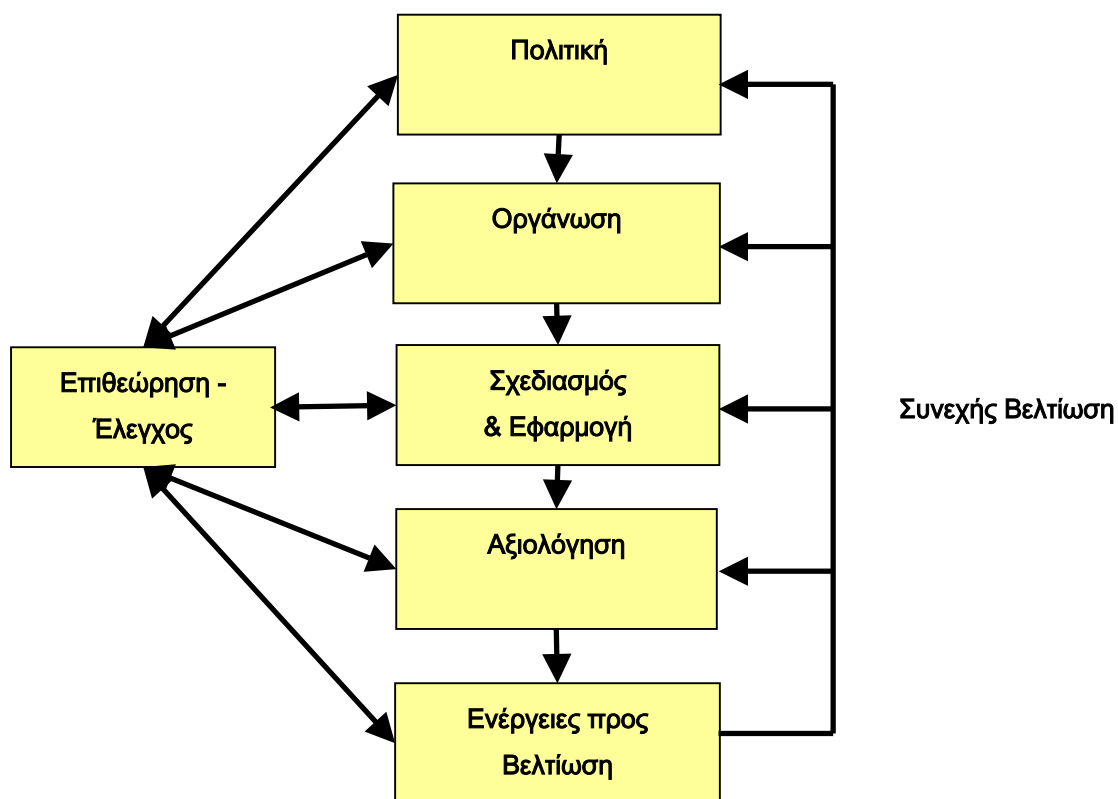 Πολιτική
Οργάνωση
Επιθεώρηση -
Έλεγχος
Σχεδιασμός
& Εφαρμογή
Συνεχής Βελτίωση
Αξιολόγηση
Ενέργειες προς
Βελτίωση